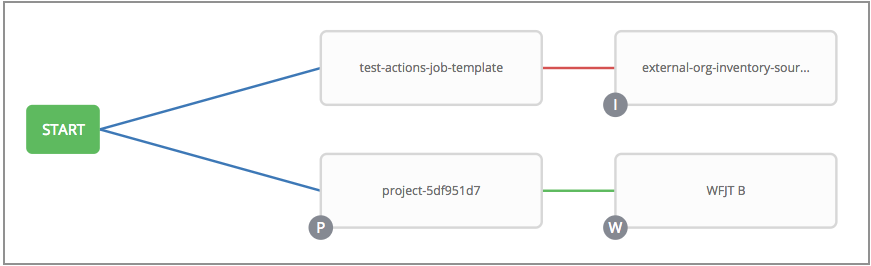 test-actions-job-template
external-org-inventory-sour...
I
START
project-5df951d7
WFJT B
P
W